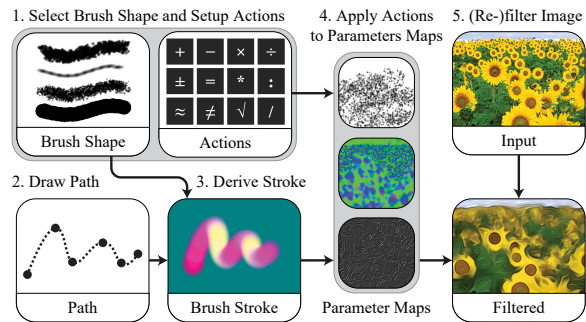 1. Select Brush Shape and Setup Actions
4. Apply Actions
to Parameters Maps
5. (Re-)filter Image
+ − × ÷
± = * :
≈ ≠ √ /
Brush Shape
Actions
Input
2. Draw Path
3. Derive Stroke
Path
Brush Stroke
Parameter Maps
Filtered